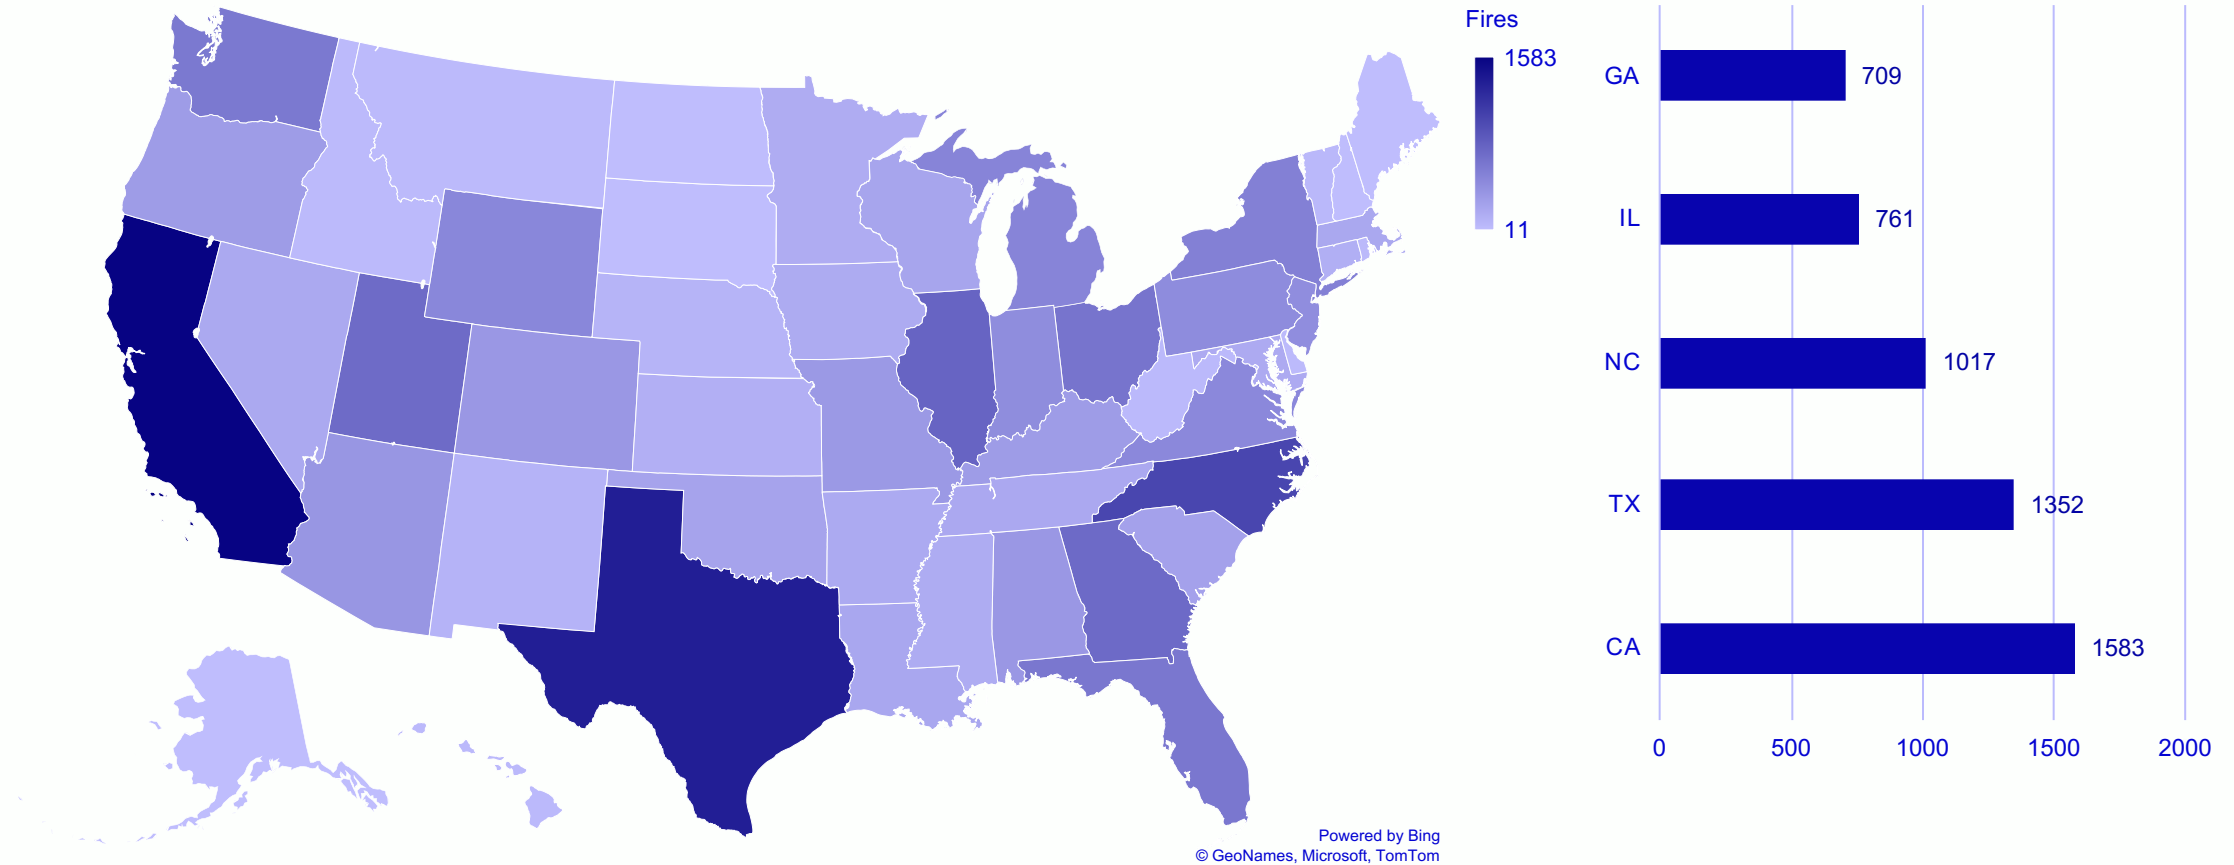 Fires
1583
11
GA 709
IL 761
NC 1017
TX 1352
CA 1583
0 500 1000 1500 2000
Powered by Bing
© GeoNames, Microsoft, TomTom